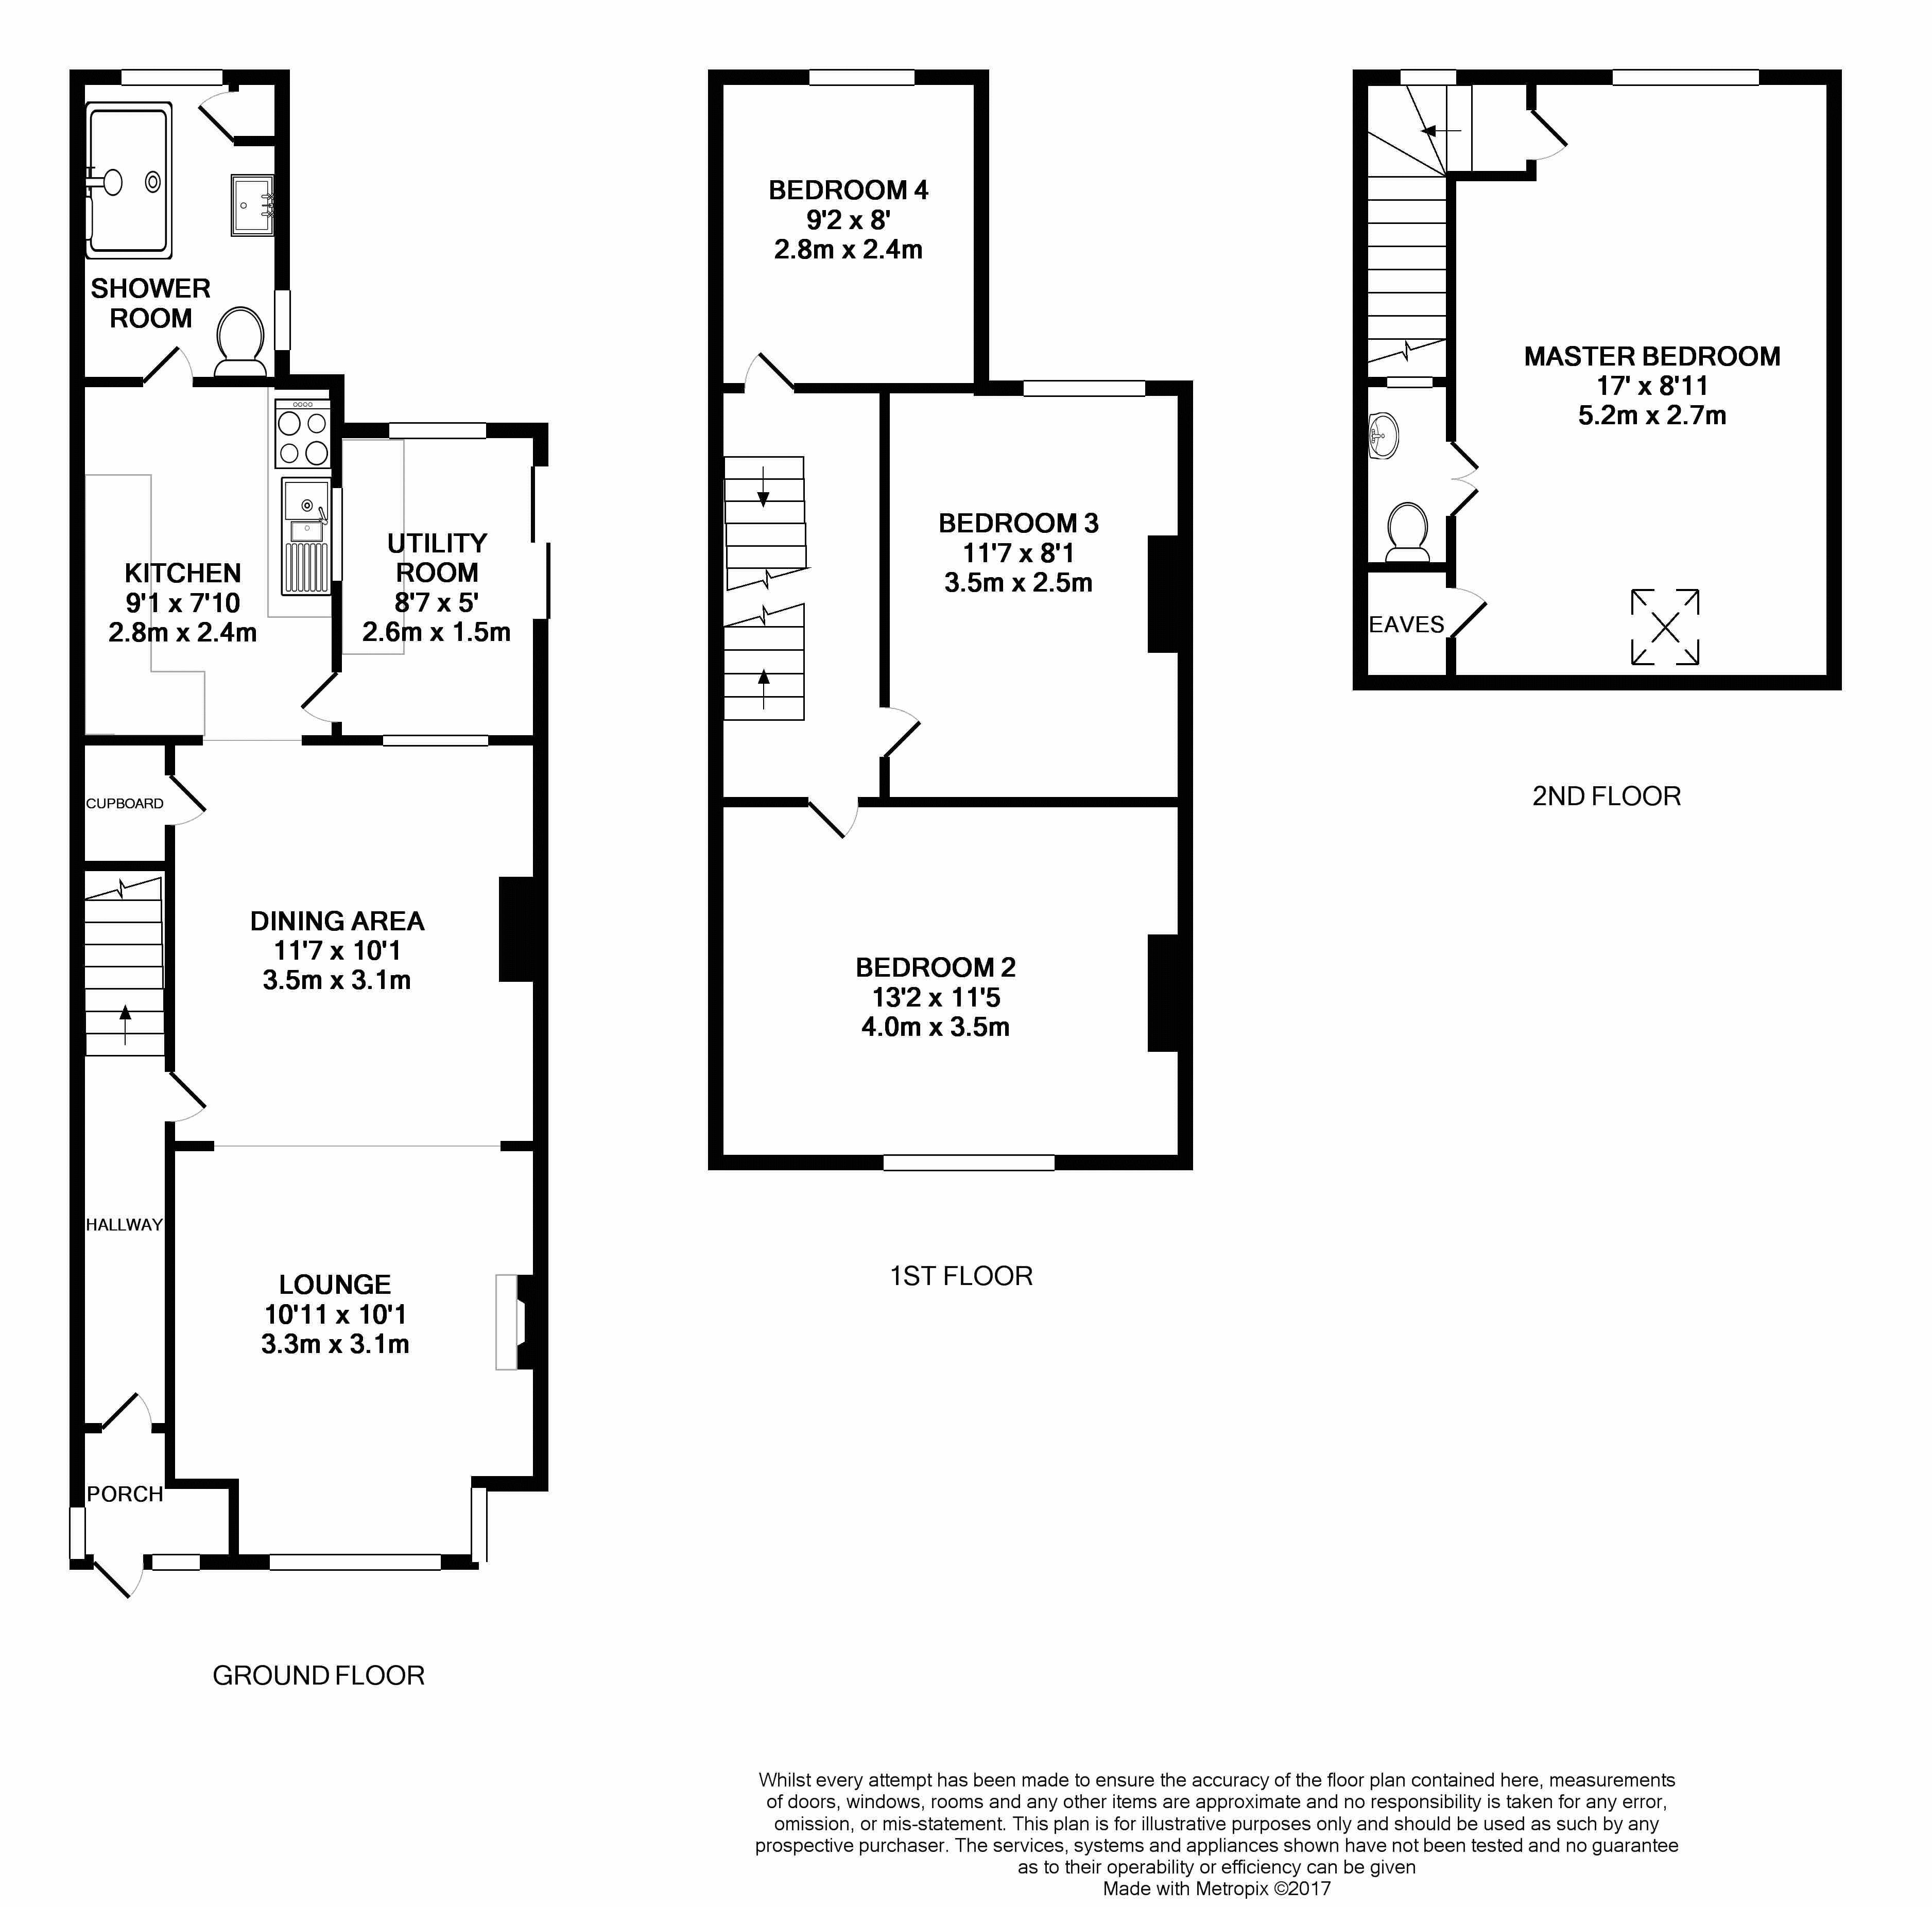 SHOWER
ROOM
KITCHEN
9'1 x 7'10
2.8m x 2.4m
UTILITY
ROOM
8'7 x 5'
2.6m x 1.5m
CUPBOARD
DINING AREA
11'7 x 10'1
3.5m x 3.1m
HALLWAY
LOUNGE
10'11 x 10'1
3.3m x 3.1m
PORCH
GROUND FLOOR
BEDROOM 4
9'2 x 8'
2.8m x 2.4m
BEDROOM 3
11'7 x 8'1
3.5m x 2.5m
BEDROOM 2
13'2 x 11'5
4.0m x 3.5m
1ST FLOOR
MASTER BEDROOM
17' x 8'11
5.2m x 2.7m
EAVES
2ND FLOOR
Whilst every attempt has been made to ensure the accuracy of the floor plan contained here, measurements
of doors, windows, rooms and any other items are approximate and no responsibility is taken for any error,
omission, or mis-statement. This plan is for illustrative purposes only and should be used as such by any
prospective purchaser. The services, systems and appliances shown have not been tested and no guarantee
as to their operability or efficiency can be given
Made with Metropix ©2017